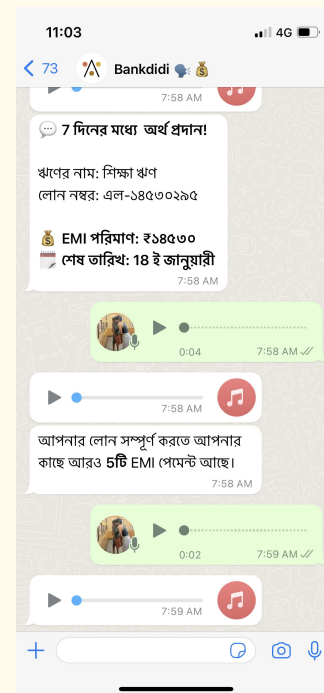 11:03
4G
73
Bankdidi 🗣️💰
7:58 AM
💬 7 দিনের মধ্যে অর্থ প্রদান!
ঋণের নাম: শিক্ষা ঋণ
লোন নম্বর: এল-১৪৫৩০২৯৫
💰 EMI পরিমাণ: ₹১৪৫৩০
🗓️ শেষ তারিখ: 18 ই জানুয়ারী
7:58 AM
0:04 7:58 AM
7:58 AM
আপনার লোন সম্পূর্ণ করতে আপনার
কাছে আরও 5টি EMI পেমেন্ট আছে।
7:58 AM
0:02 7:59 AM
7:59 AM